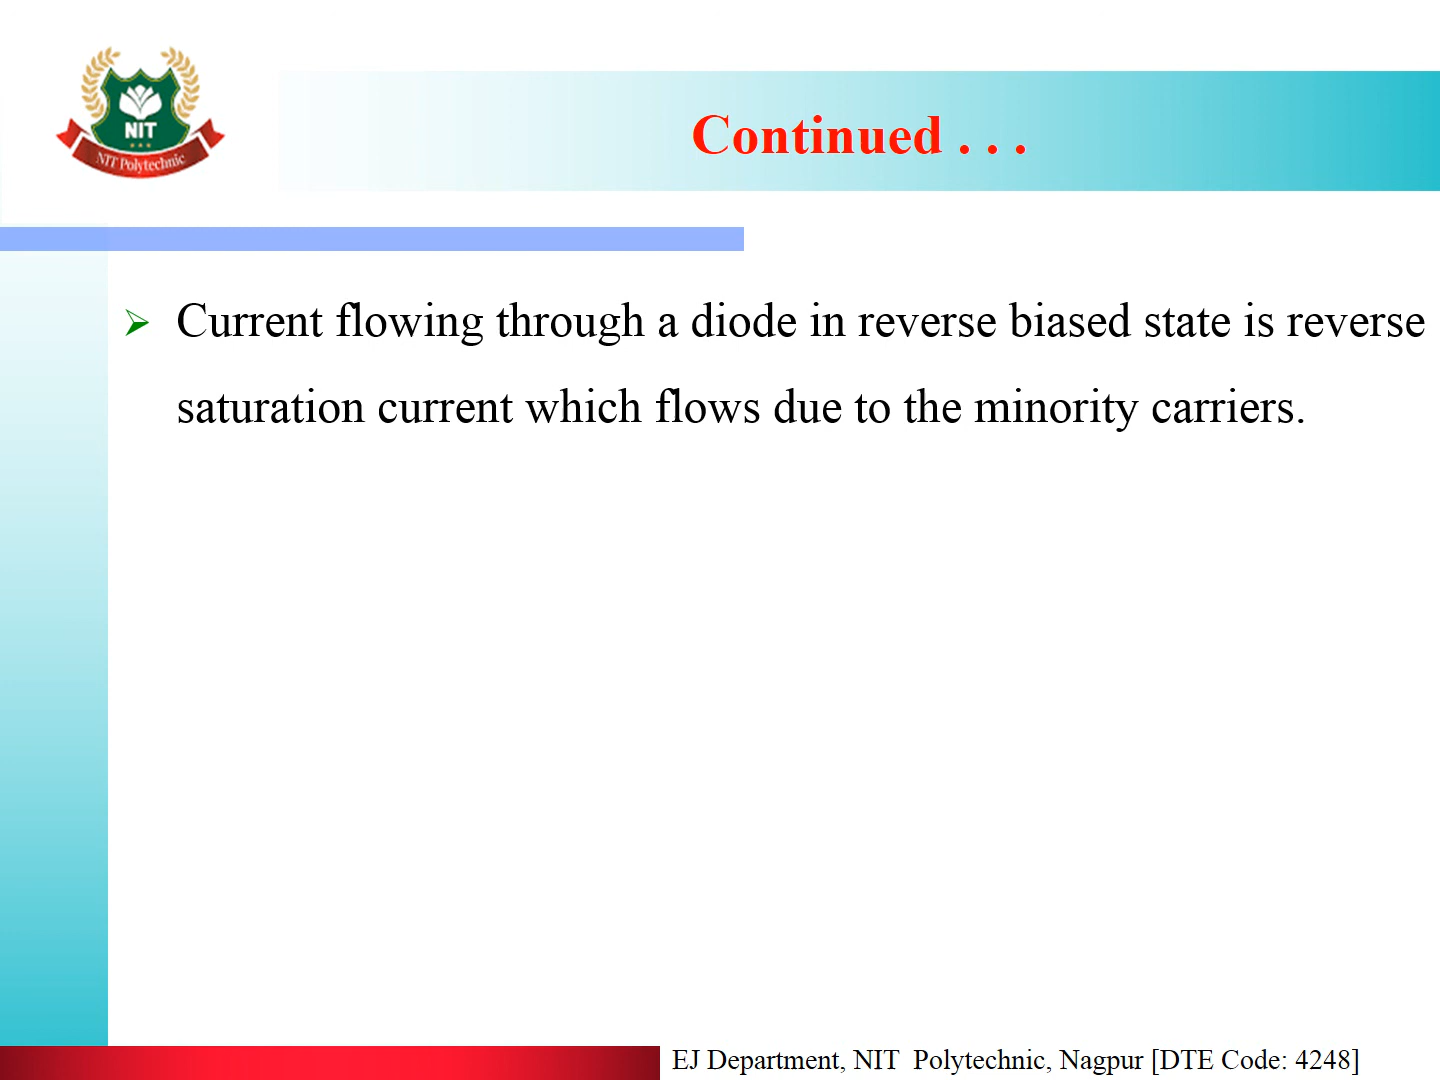 NIT
NIT Polytechnic
Continued . . .
Current flowing through a diode in reverse biased state is reverse
saturation current which flows due to the minority carriers.
EJ Department, NIT  Polytechnic, Nagpur [DTE Code: 4248]